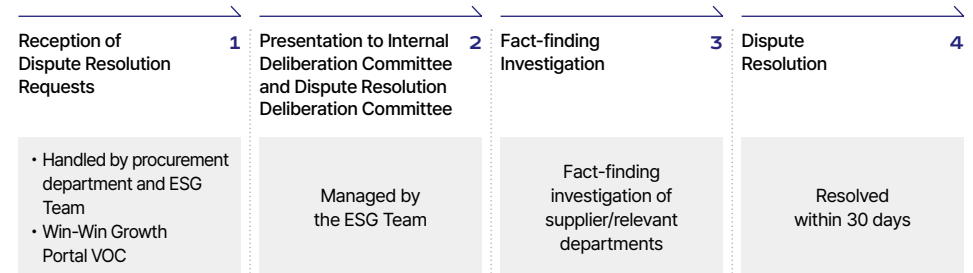 Reception of
Dispute Resolution
Requests
1
Presentation to Internal
Deliberation Committee
and Dispute Resolution
Deliberation Committee
2
Fact-finding
Investigation
3
Dispute
Resolution
4
• Handled by procurement
department and ESG
Team
• Win-Win Growth
Portal VOC
Managed by
the ESG Team
Fact-finding
investigation of
supplier/relevant
departments
Resolved
within 30 days